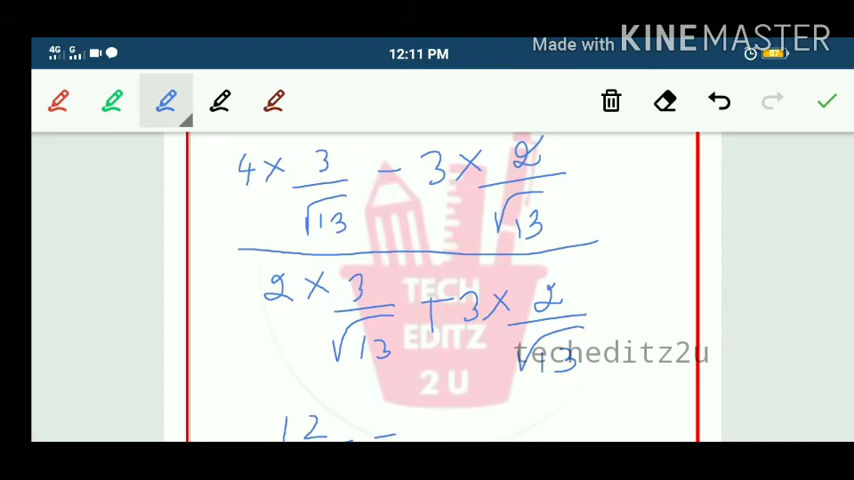 Made with KINEMASTER
4G G 12:11 PM 87
4 × 3/√13 - 3 × 2/√13
2 × 3/√13 + 3 × 2/√13
TECH
EDITZ
2 U
techeditz2u
12 -